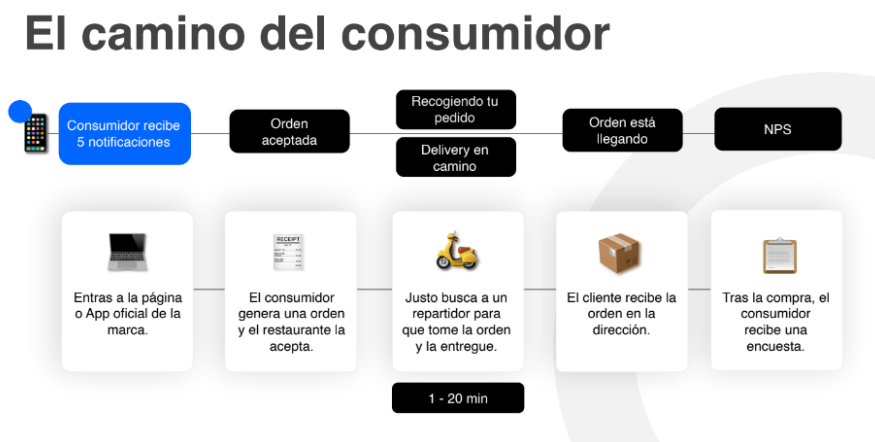 El camino del consumidor
Consumidor recibe
5 notificaciones
Orden
aceptada
Recogiendo tu
pedido
Delivery en
camino
Orden está
llegando
NPS
RECEIPT
Entras a la página
o App oficial de la
marca.
El consumidor
genera una orden
y el restaurante la
acepta.
Justo busca a un
repartidor para
que tome la orden
y la entregue.
El cliente recibe la
orden en la
dirección.
Tras la compra, el
consumidor
recibe una
encuesta.
1 - 20 min